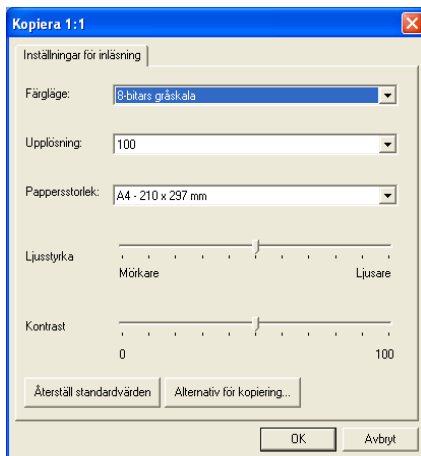 Kopiera 1:1
Inställningar för inläsning
Färgläge: 8-bitars gråskala
Upplösning: 100
Pappersstorlek: A4 - 210 x 297 mm
Ljusstyrka
Mörkare Ljusare
Kontrast
0 100
Återställ standardvärden Alternativ för kopiering...
OK Avbryt